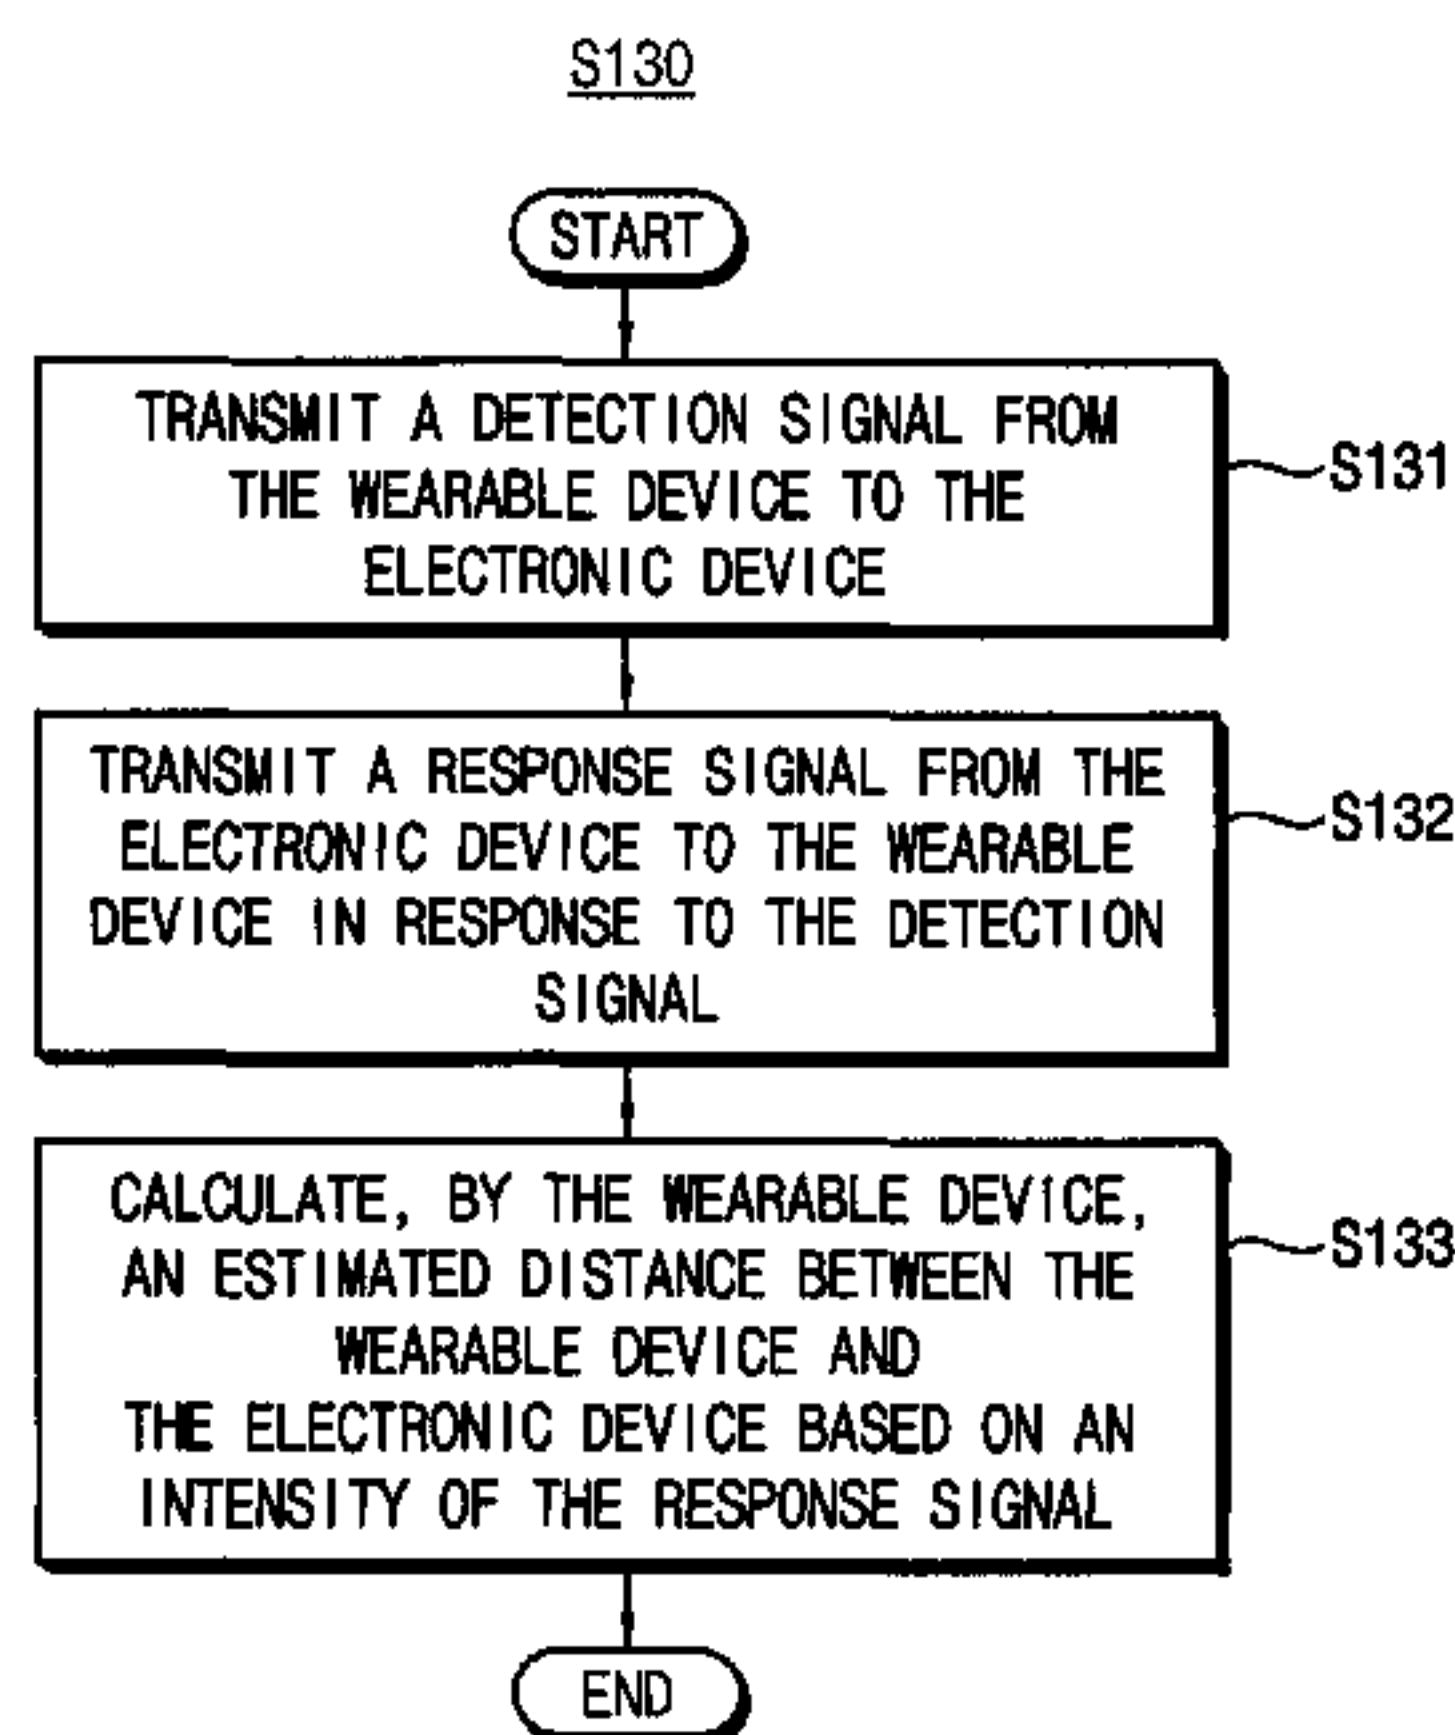 S130
START
TRANSMIT A DETECTION SIGNAL FROM
THE WEARABLE DEVICE TO THE
ELECTRONIC DEVICE
S131
TRANSMIT A RESPONSE SIGNAL FROM THE
ELECTRONIC DEVICE TO THE WEARABLE
DEVICE IN RESPONSE TO THE DETECTION
SIGNAL
S132
CALCULATE, BY THE WEARABLE DEVICE,
AN ESTIMATED DISTANCE BETWEEN THE
WEARABLE DEVICE AND
THE ELECTRONIC DEVICE BASED ON AN
INTENSITY OF THE RESPONSE SIGNAL
S133
END